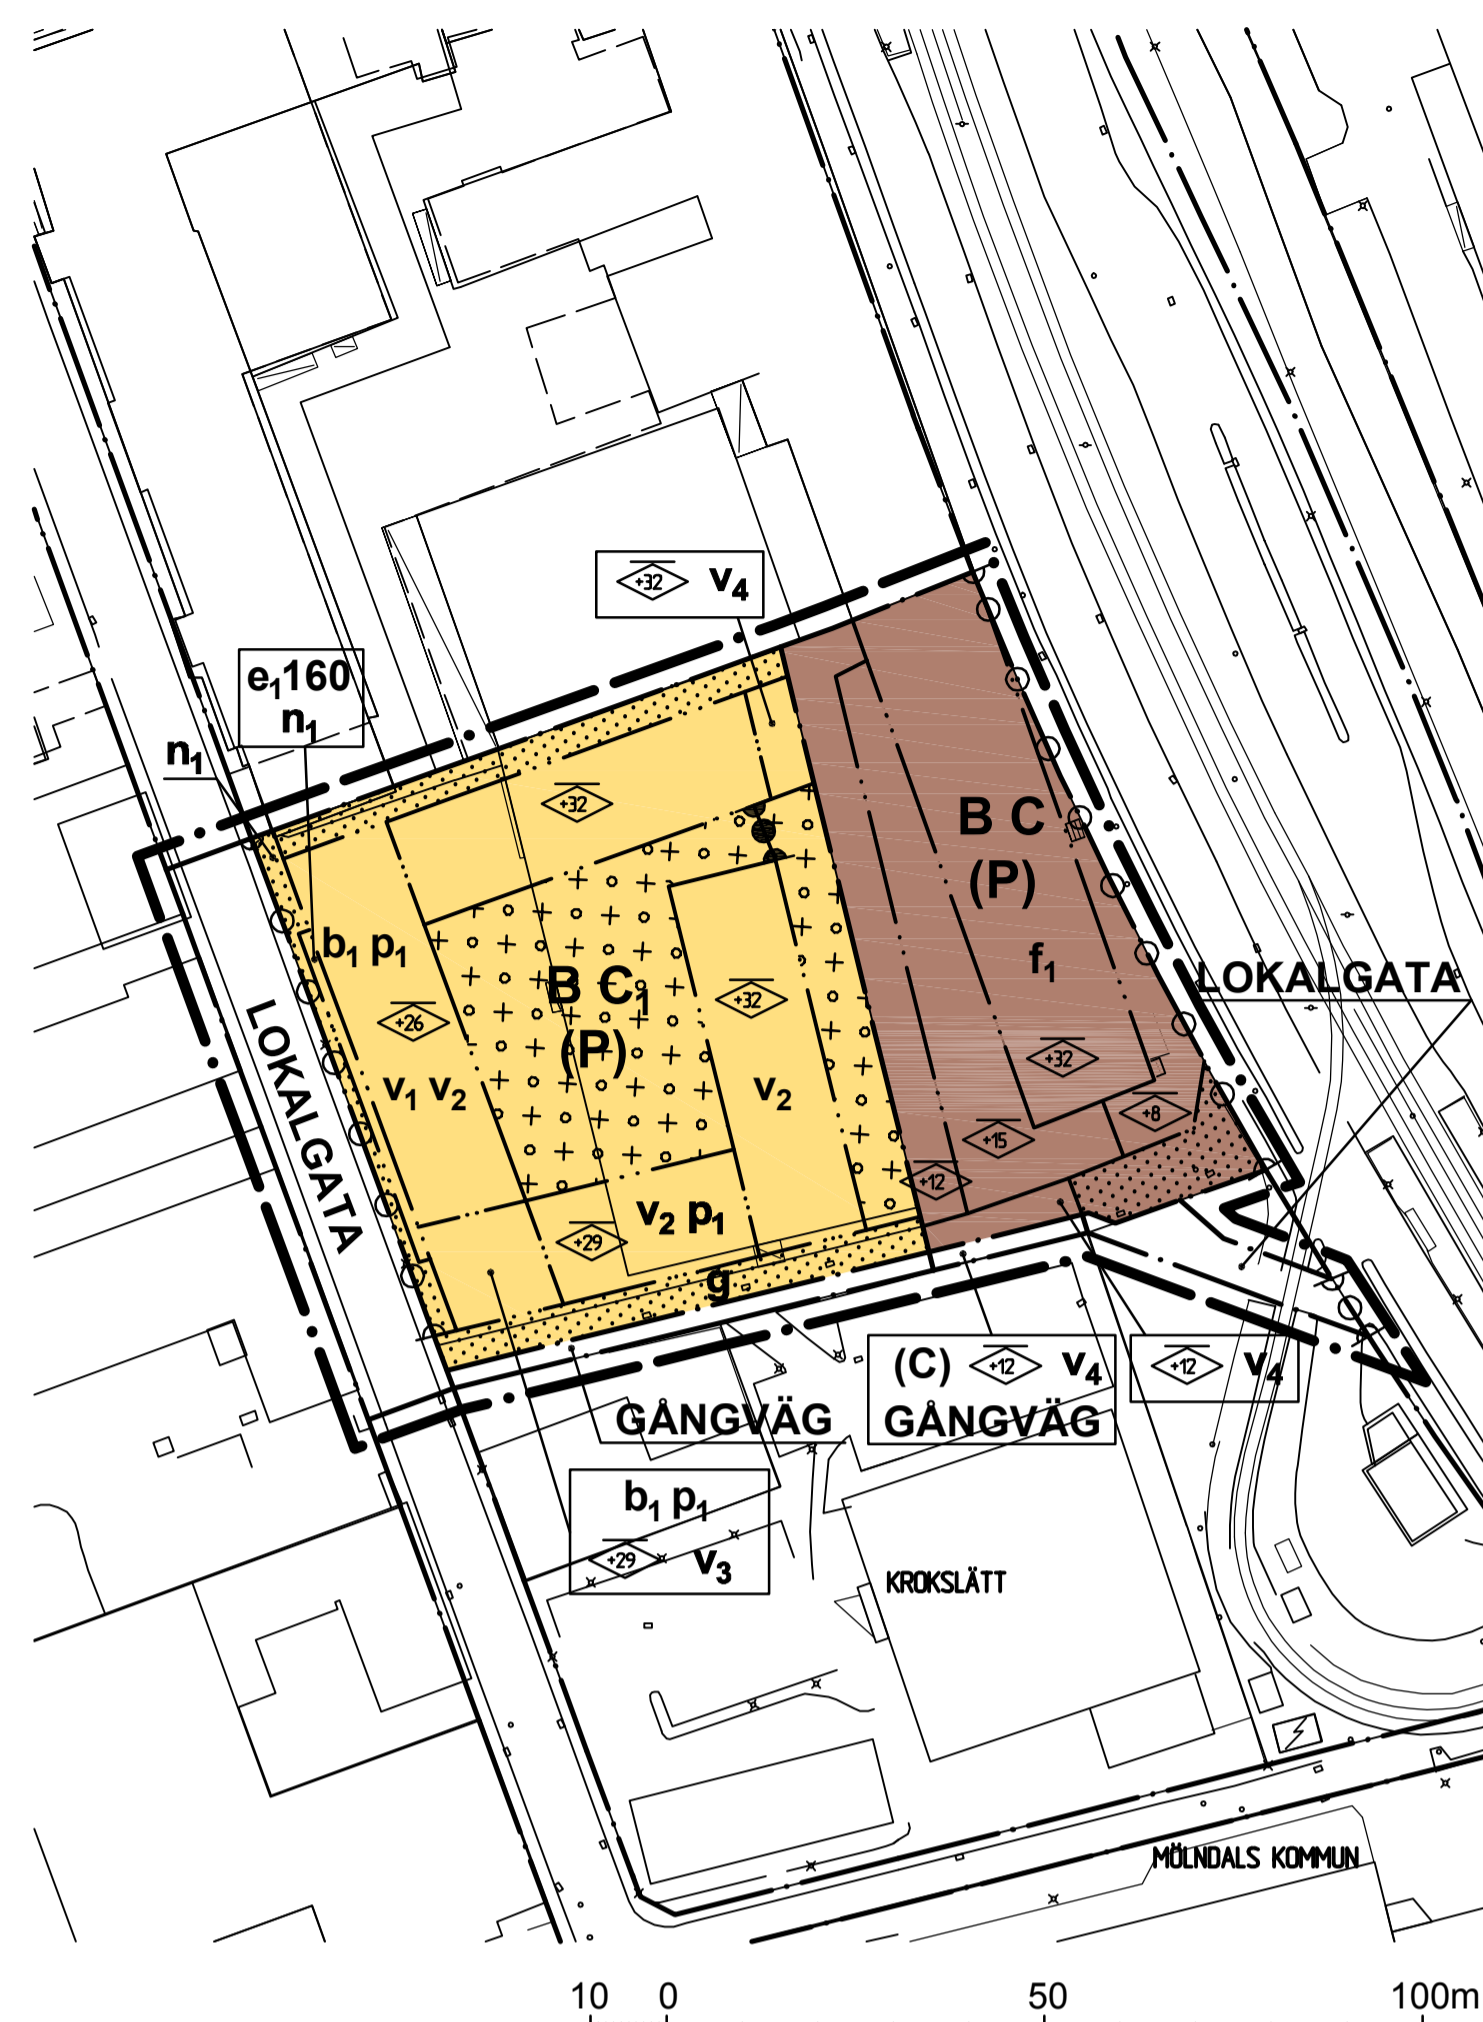 +32 v4
e1160
n1
n1
+32
B C
(P)
b1 p1
f1
B C1
(P)
LOKALGATA
+32
+26
LOKALGATA
v1 v2
v2
+32
+8
+15
+12
v2 p1
+29
g
(C) +12 v4
GÅNGVÄG
+12 v4
GÅNGVÄG
b1 p1
+29 v3
KROKSLÄTT
MÖLNDALS KOMMUN
10 0 50 100m